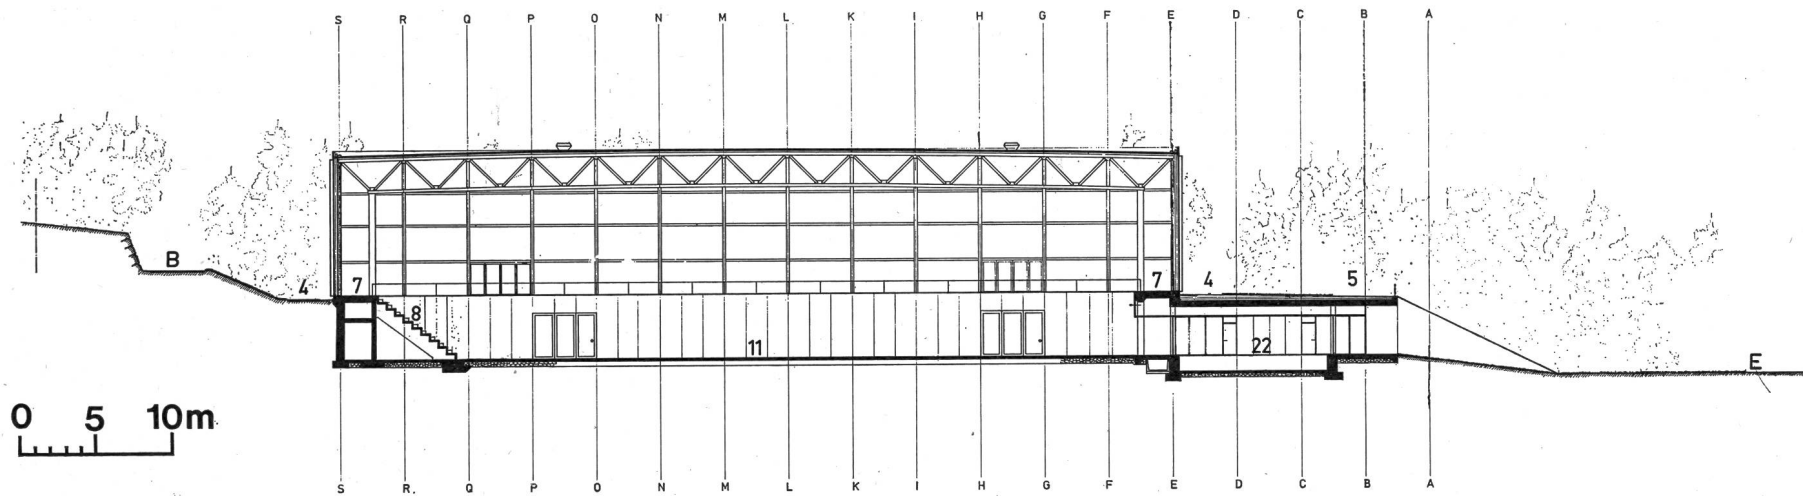 S R Q P O N M L K I H G F E D C B A
B 4 7 7 4 5
8
11 22
E
0 5 10m
S R. Q P O N M L K I H G F E D C B A